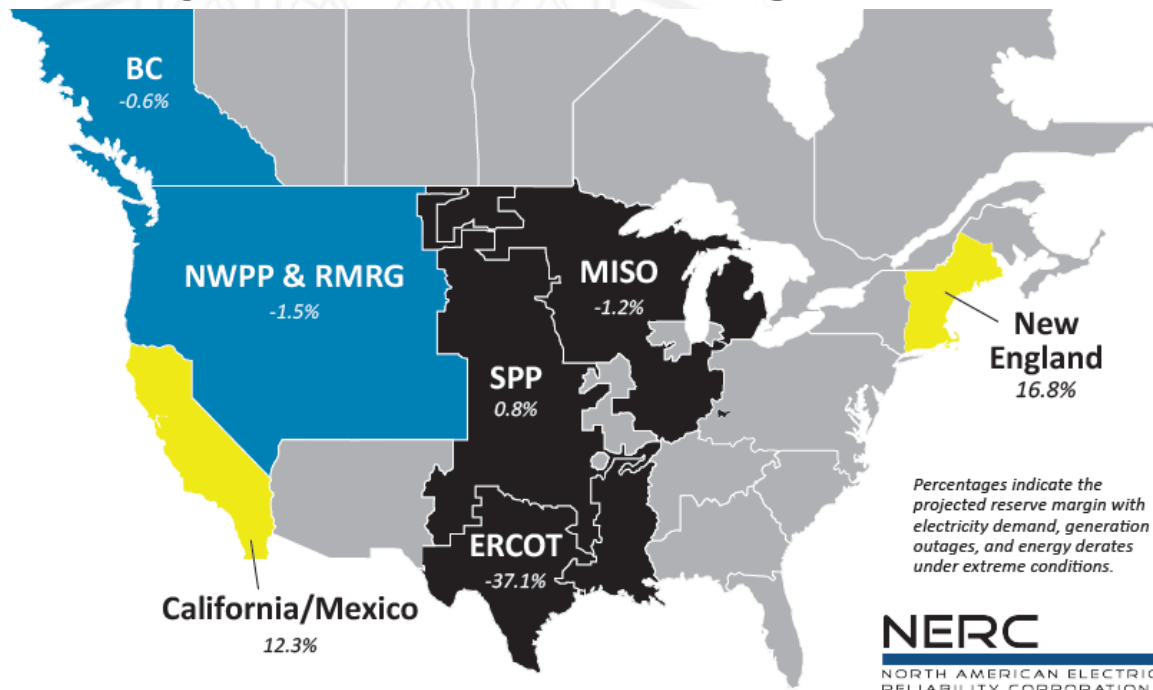 BC
-0.6%
NWPP & RMRG
-1.5%
MISO
-1.2%
SPP
0.8%
New
England
16.8%
ERCOT
-37.1%
California/Mexico
12.3%
Percentages indicate the
projected reserve margin with
electricity demand, generation
outages, and energy derates
under extreme conditions.
NERC
NORTH AMERICAN ELECTRIC
RELIABILITY CORPORATION